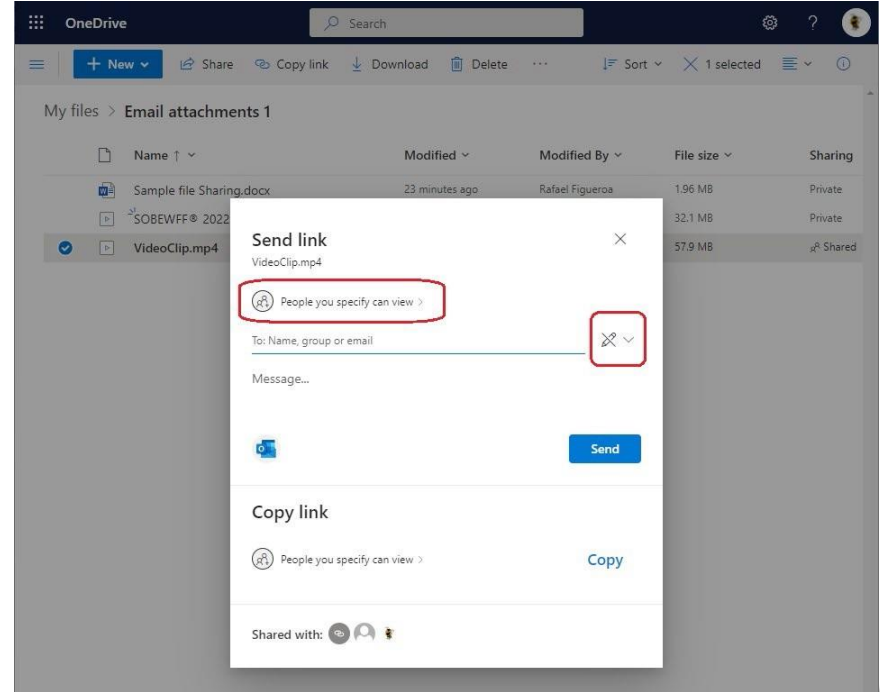 OneDrive Search ?
+ New Share Copy link Download Delete ... Sort 1 selected
My files > Email attachments 1
Name ↑ Modified Modified By File size Sharing
Sample file Sharing.docx 23 minutes ago Rafael Figueroa 1.96 MB Private
SOBEWFF® 2022 32.1 MB Private
VideoClip.mp4 57.9 MB Shared
Send link
VideoClip.mp4
People you specify can view >
To: Name, group or email
Message...
Send
Copy link
People you specify can view >
Copy
Shared with: